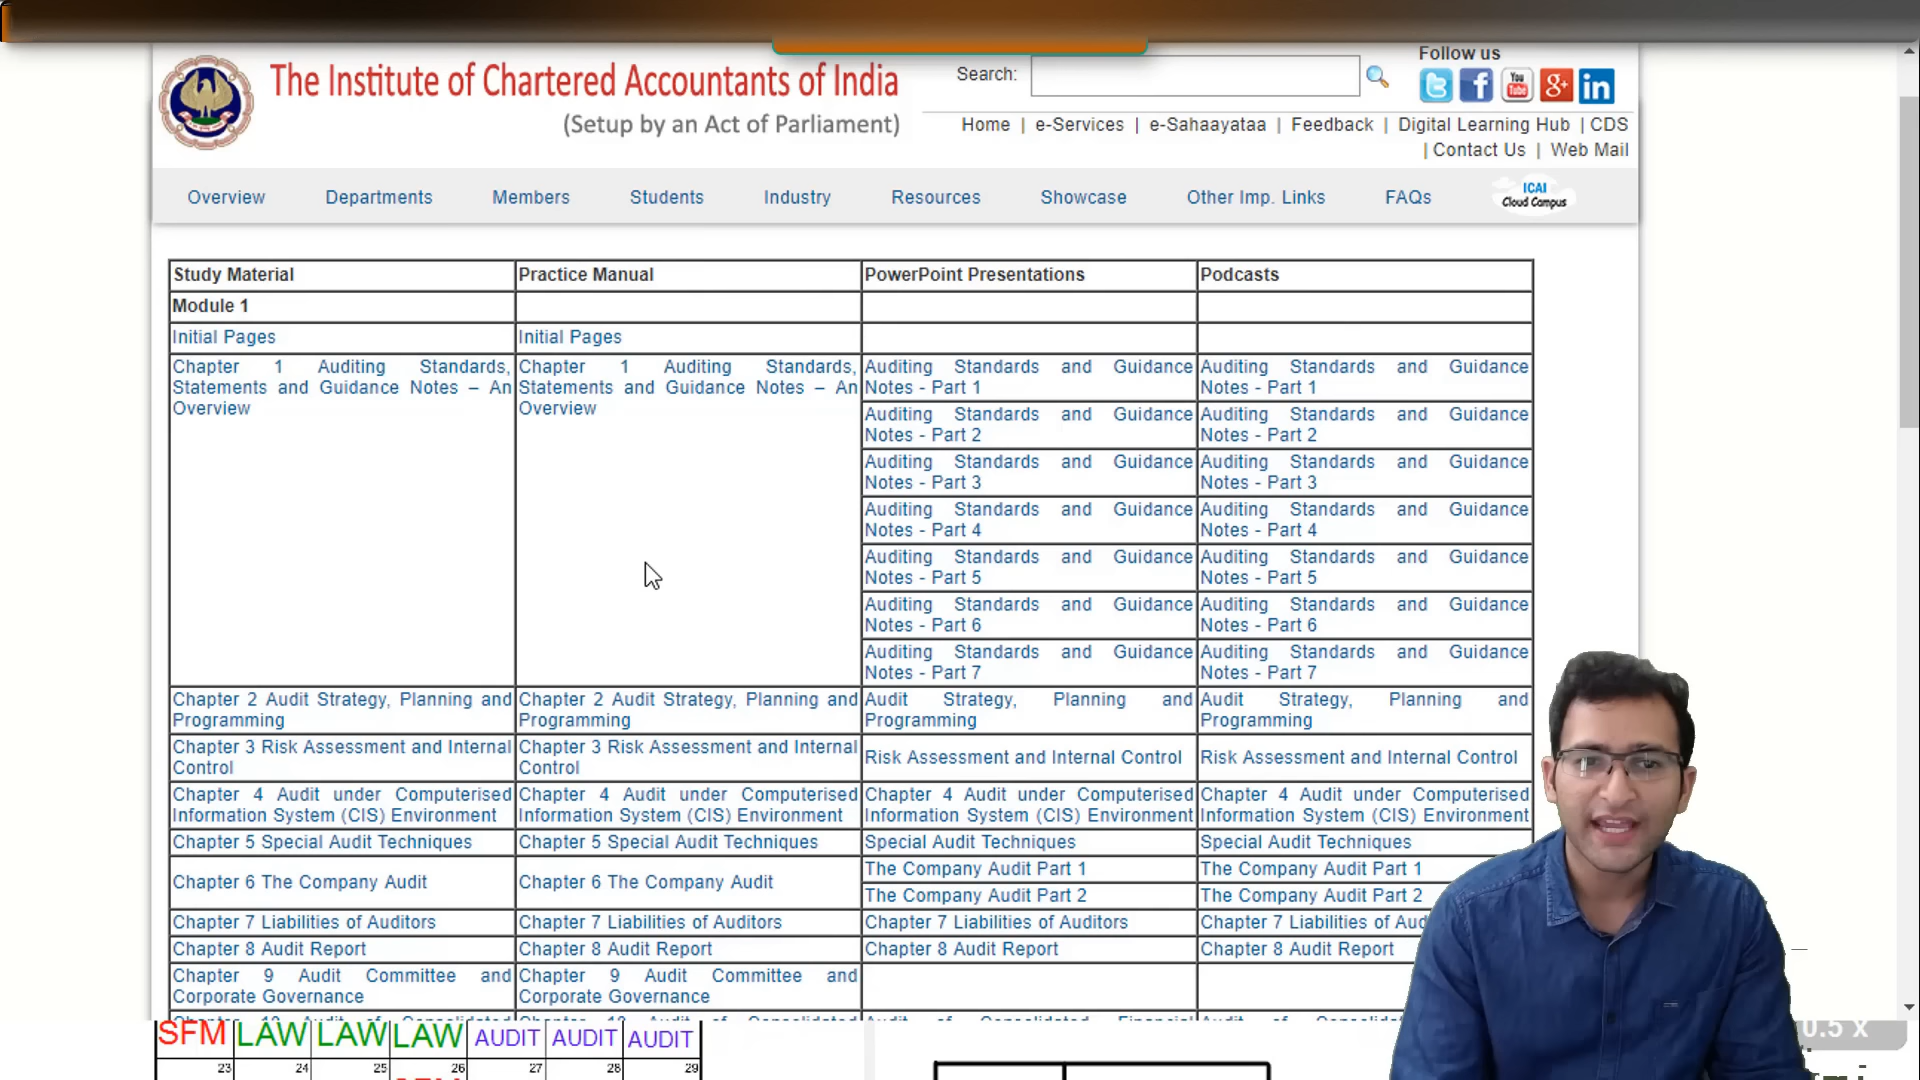 The Institute of Chartered Accountants of India
(Setup by an Act of Parliament)
Search:
Follow us
You
Tube
g+
in
Home | e-Services | e-Sahaayataa | Feedback | Digital Learning Hub | CDS
| Contact Us | Web Mail
Overview Departments Members Students Industry Resources Showcase Other Imp. Links FAQs ICAI
Cloud Campus
Study Material Practice Manual PowerPoint Presentations Podcasts
Module 1
Initial Pages Initial Pages
Chapter 1 Auditing Standards,
Statements and Guidance Notes – An
Overview
Chapter 1 Auditing Standards,
Statements and Guidance Notes – An
Overview
Auditing Standards and Guidance
Notes - Part 1
Auditing Standards and Guidance
Notes - Part 1
Auditing Standards and Guidance
Notes - Part 2
Auditing Standards and Guidance
Notes - Part 2
Auditing Standards and Guidance
Notes - Part 3
Auditing Standards and Guidance
Notes - Part 3
Auditing Standards and Guidance
Notes - Part 4
Auditing Standards and Guidance
Notes - Part 4
Auditing Standards and Guidance
Notes - Part 5
Auditing Standards and Guidance
Notes - Part 5
Auditing Standards and Guidance
Notes - Part 6
Auditing Standards and Guidance
Notes - Part 6
Auditing Standards and Guidance
Notes - Part 7
Auditing Standards and Guidance
Notes - Part 7
Chapter 2 Audit Strategy, Planning and
Programming
Chapter 2 Audit Strategy, Planning and
Programming
Audit Strategy, Planning and
Programming
Audit Strategy, Planning and
Programming
Chapter 3 Risk Assessment and Internal
Control
Chapter 3 Risk Assessment and Internal
Control
Risk Assessment and Internal Control
Risk Assessment and Internal Control
Chapter 4 Audit under Computerised
Information System (CIS) Environment
Chapter 4 Audit under Computerised
Information System (CIS) Environment
Chapter 4 Audit under Computerised
Information System (CIS) Environment
Chapter 4 Audit under Computerised
Information System (CIS) Environment
Chapter 5 Special Audit Techniques
Chapter 5 Special Audit Techniques
Special Audit Techniques
Special Audit Techniques
Chapter 6 The Company Audit
Chapter 6 The Company Audit
The Company Audit Part 1
The Company Audit Part 1
The Company Audit Part 2
The Company Audit Part 2
Chapter 7 Liabilities of Auditors
Chapter 7 Liabilities of Auditors
Chapter 7 Liabilities of Auditors
Chapter 7 Liabilities of Aud
Chapter 8 Audit Report
Chapter 8 Audit Report
Chapter 8 Audit Report
Chapter 8 Audit Report
Chapter 9 Audit Committee and
Corporate Governance
Chapter 9 Audit Committee and
Corporate Governance
SFM LAW LAW LAW AUDIT AUDIT AUDIT
23 24 25 26 27 28 29
0.5 x